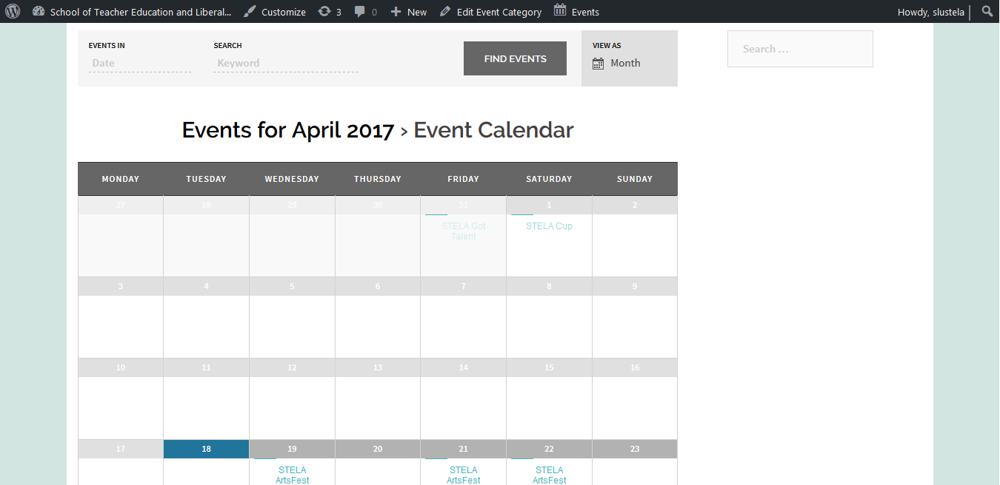 School of Teacher Education and Liberal... Customize 3 0 New Edit Event Category Events Howdy, slustela
EVENTS IN SEARCH VIEW AS
Date Keyword FIND EVENTS Month Search ...
Events for April 2017 › Event Calendar
MONDAY TUESDAY WEDNESDAY THURSDAY FRIDAY SATURDAY SUNDAY
27 28 29 30 31 1 2
STELA Got STELA Cup
Talent
3 4 5 6 7 8 9
10 11 12 13 14 15 16
17 18 19 20 21 22 23
STELA STELA STELA
ArtsFest ArtsFest ArtsFest